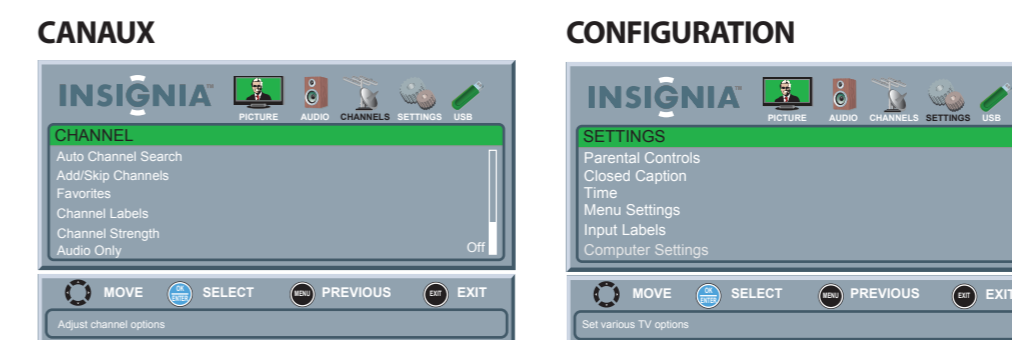 CANAUX
INSIGNIA™
PICTURE AUDIO CHANNELS SETTINGS USB
CHANNEL
Auto Channel Search
Add/Skip Channels
Favorites
Channel Labels
Channel Strength
Audio Only Off
MOVE OK ENTER SELECT MENU PREVIOUS EXIT EXIT
Adjust channel options
CONFIGURATION
INSIGNIA™
PICTURE AUDIO CHANNELS SETTINGS USB
SETTINGS
Parental Controls
Closed Caption
Time
Menu Settings
Input Labels
Computer Settings
MOVE OK ENTER SELECT MENU PREVIOUS EXIT EXIT
Set various TV options